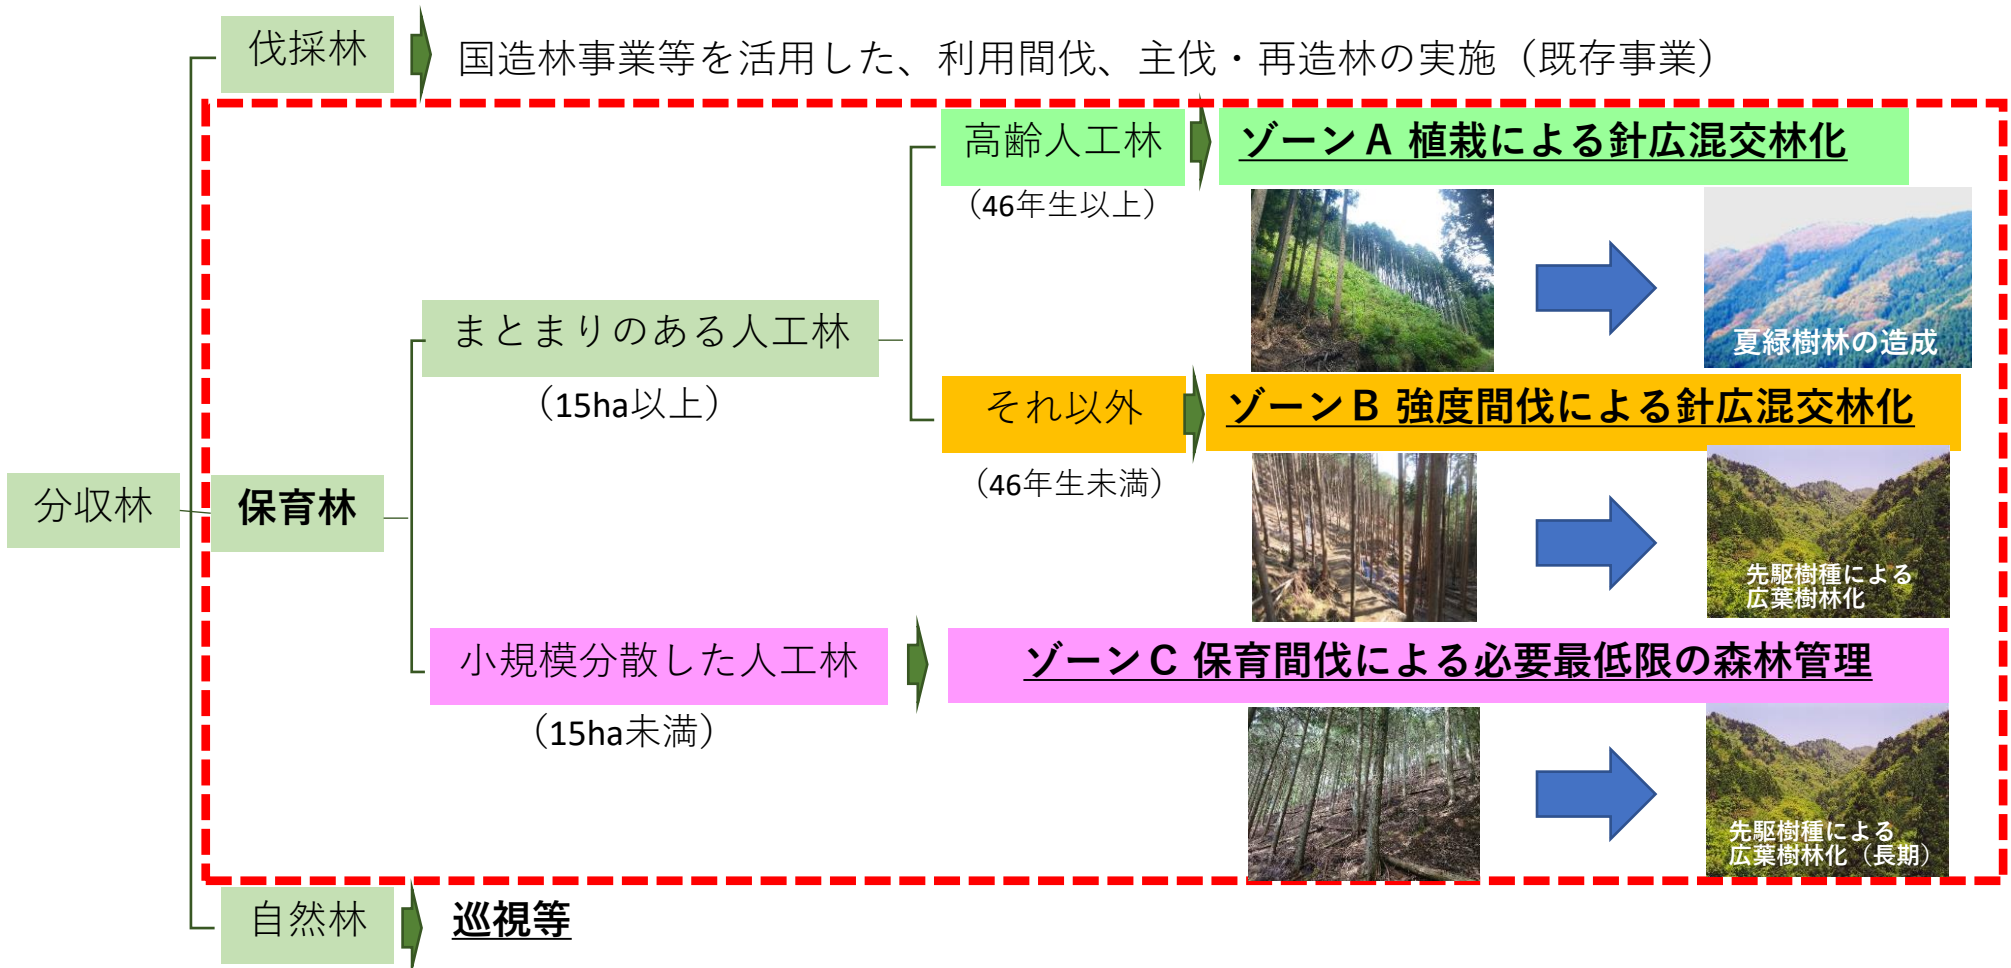 伐採林
国造林事業等を活用した、利用間伐、主伐・再造林の実施（既存事業）
高齢人工林
（46年生以上）
ゾーンＡ 植栽による針広混交林化
夏緑樹林の造成
まとまりのある人工林
（15ha以上）
それ以外
（46年生未満）
ゾーンＢ 強度間伐による針広混交林化
先駆樹種による
広葉樹林化
分収林
保育林
小規模分散した人工林
（15ha未満）
ゾーンＣ 保育間伐による必要最低限の森林管理
先駆樹種による
広葉樹林化（長期）
自然林
巡視等